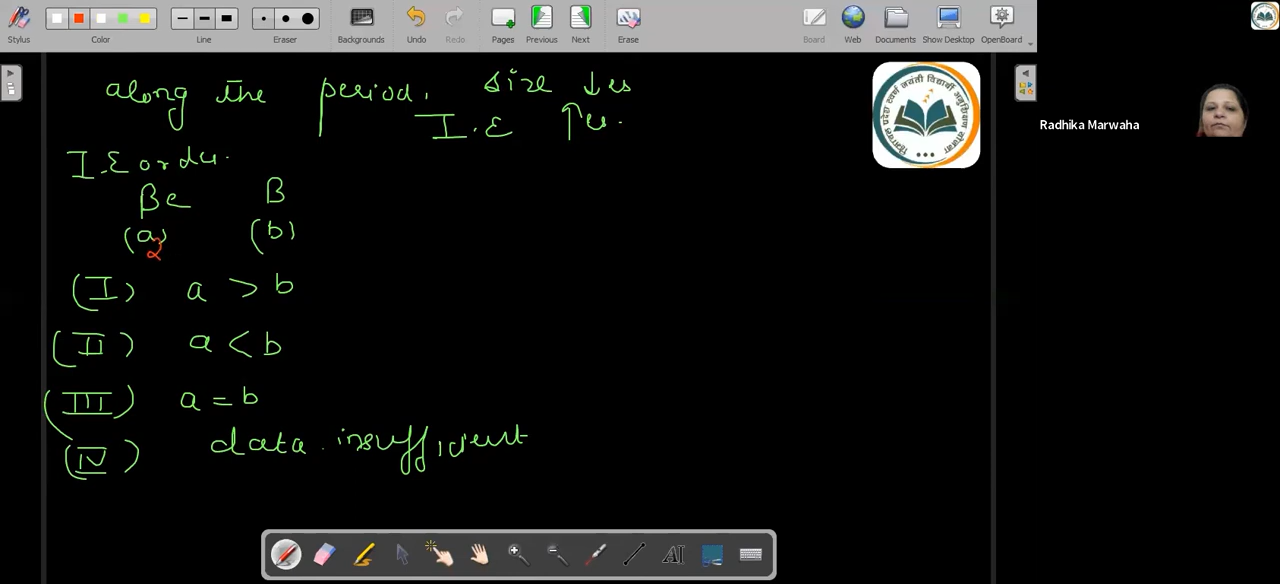 Stylus Color Line Eraser Backgrounds Undo Redo Pages Previous Next Erase Board Web Documents Show Desktop OpenBoard
along the period, size ↓es
I.E ↑es.
I.E order.
Be B
(a) (b)
2
(I) a > b
(II) a < b
(III) a = b
(IV) data insufficient
Radhika Marwaha